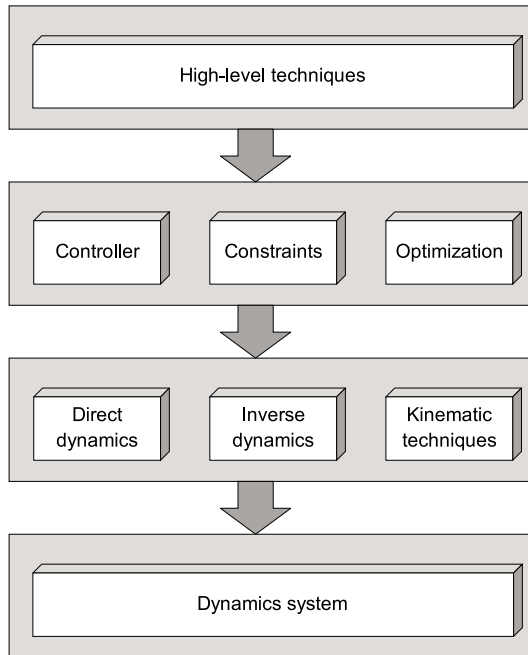 High-level techniques
Controller
Constraints
Optimization
Direct
dynamics
Inverse
dynamics
Kinematic
techniques
Dynamics system